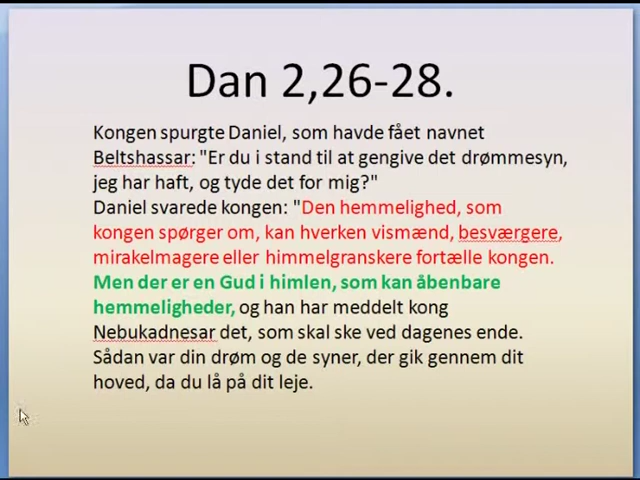 Dan 2,26-28.
Kongen spurgte Daniel, som havde fået navnet
Beltshassar: "Er du i stand til at gengive det drømmesyn,
jeg har haft, og tyde det for mig?"
Daniel svarede kongen: "Den hemmelighed, som
kongen spørger om, kan hverken vismænd, besværgere,
mirakelmagere eller himmelgranskere fortælle kongen.
Men der er en Gud i himlen, som kan åbenbare
hemmeligheder, og han har meddelt kong
Nebukadnesar det, som skal ske ved dagenes ende.
Sådan var din drøm og de syner, der gik gennem dit
hoved, da du lå på dit leje.